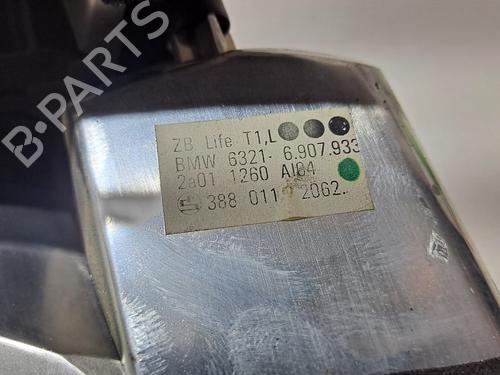 ZB Life T1,L
BMW 6321- 6.907.933
2a01 1260 AI04
388 011 2062
B-PARTS